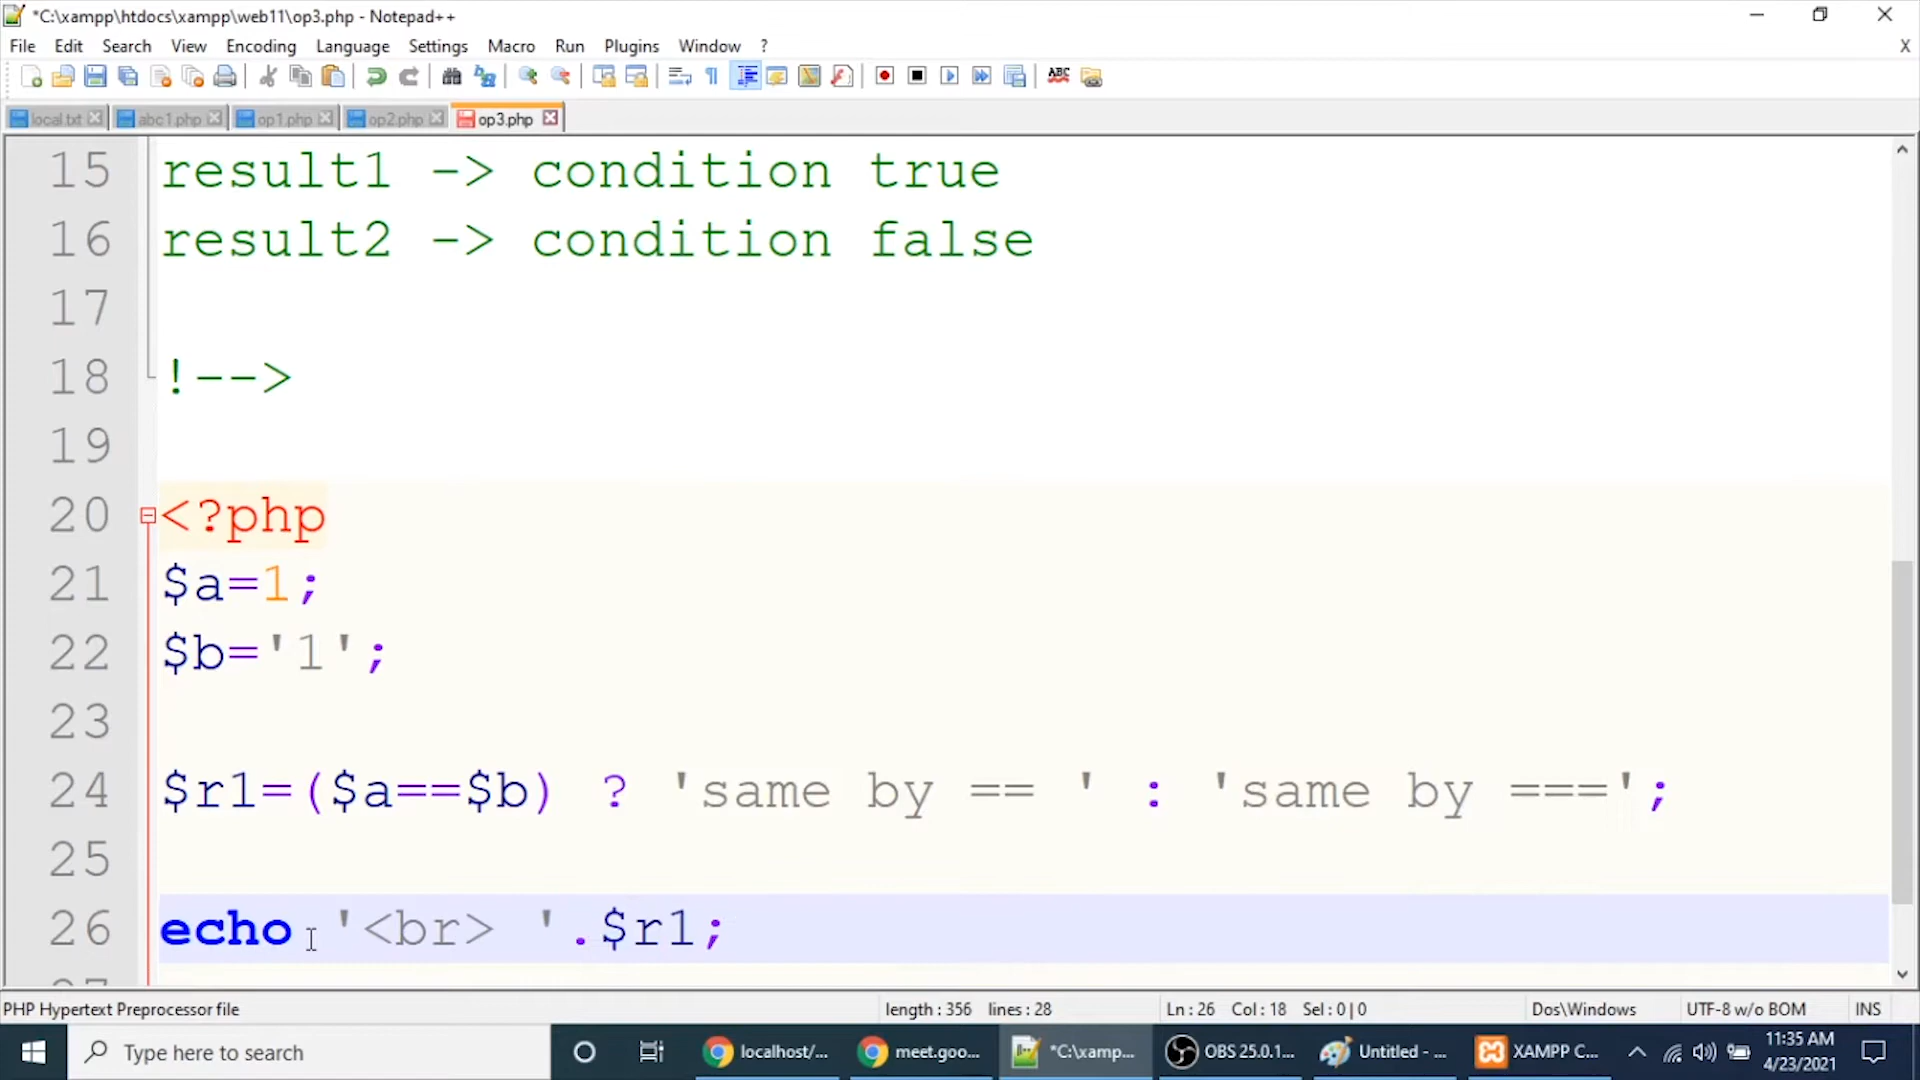 *C:\xampp\htdocs\xampp\web11\op3.php - Notepad++
File Edit Search View Encoding Language Settings Macro Run Plugins Window ? X
local.txt abc1.php op1.php op2.php op3.php
15 result1 -> condition true
16 result2 -> condition false
17
18 !-->
19
20 <?php
21 $a=1;
22 $b='1';
23
24 $r1=($a==$b) ? 'same by == ' : 'same by ===';
25
26 echo '<br> '.$r1;
PHP Hypertext Preprocessor file length : 356 lines : 28 Ln : 26 Col : 18 Sel : 0 | 0 Dos\Windows UTF-8 w/o BOM INS
Type here to search localhost/... meet.goo... *C:\xamp... OBS 25.0.1... Untitled - ... XAMPP C... 11:35 AM
4/23/2021